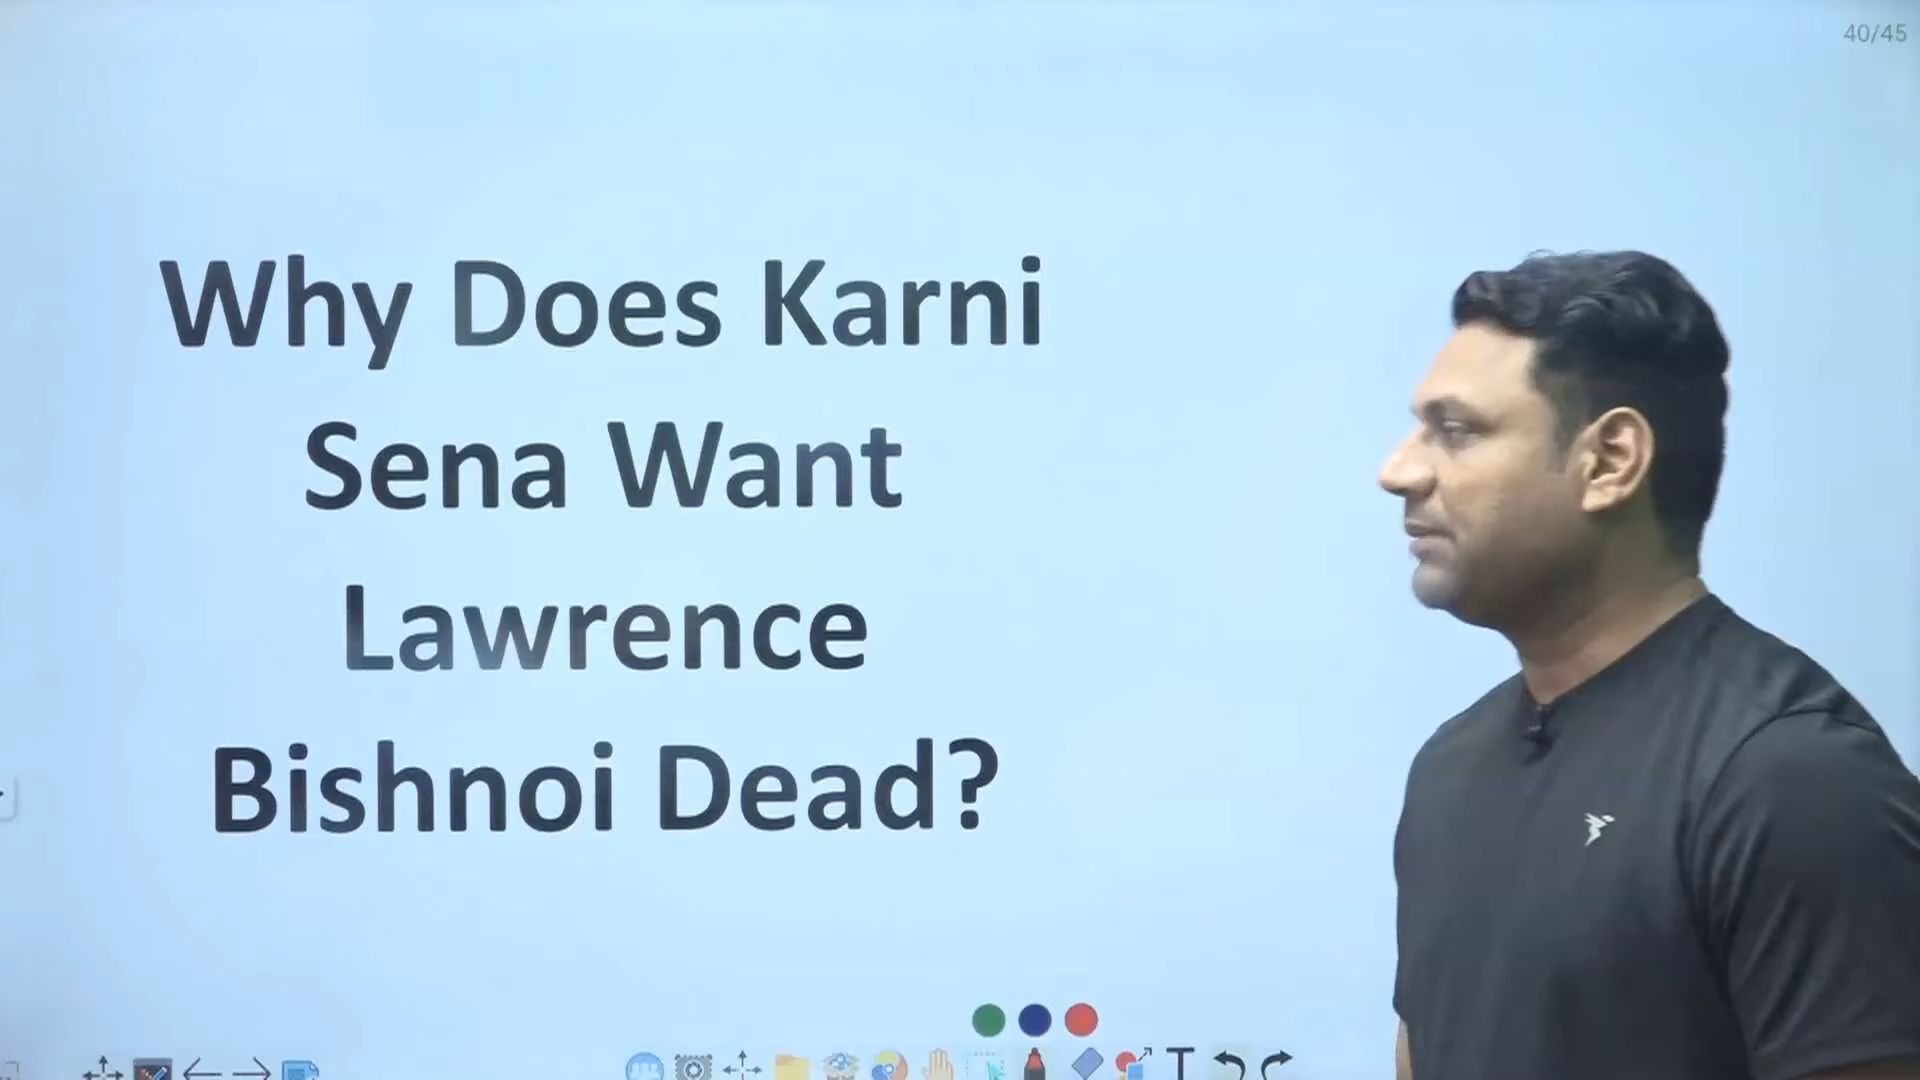 40/45
Why Does Karni
Sena Want
Lawrence
Bishnoi Dead?
T